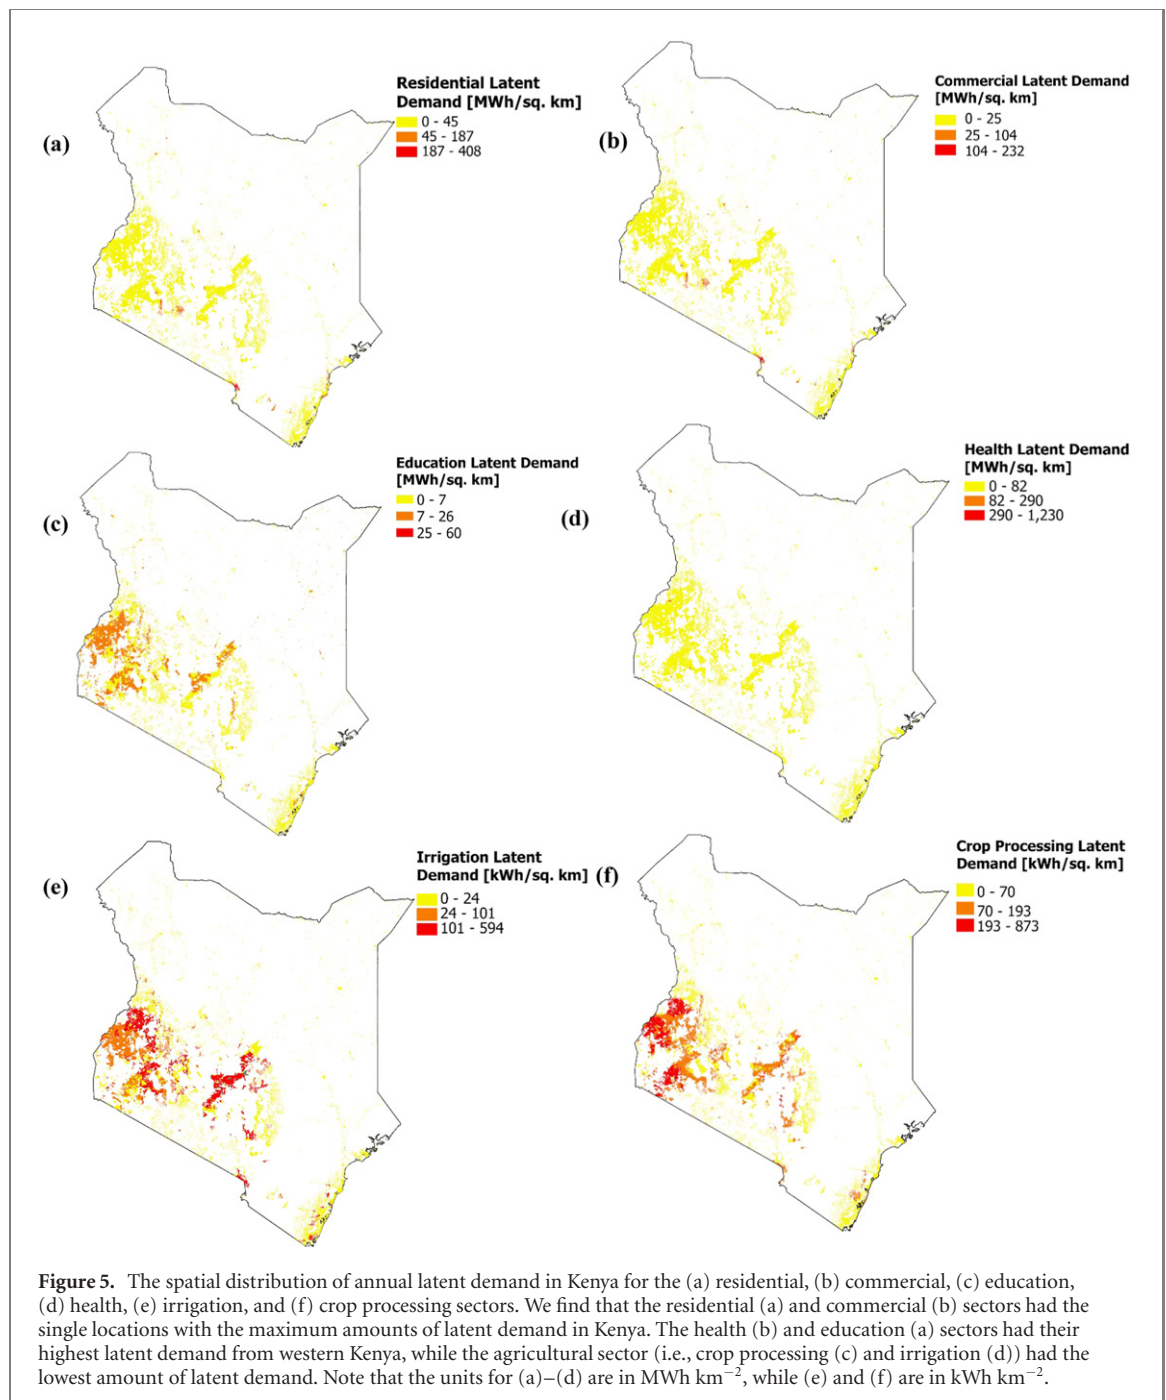 Residential Latent
Demand [MWh/sq. km]
0 - 45
45 - 187
187 - 408
(a)
Commercial Latent Demand
[MWh/sq. km]
0 - 25
25 - 104
104 - 232
(b)
Education Latent Demand
[MWh/sq. km]
0 - 7
7 - 26
25 - 60
(c)
Health Latent Demand
[MWh/sq. km]
0 - 82
82 - 290
290 - 1,230
(d)
Irrigation Latent
Demand [kWh/sq. km]
0 - 24
24 - 101
101 - 594
(e)
Crop Processing Latent
Demand [kWh/sq. km]
0 - 70
70 - 193
193 - 873
(f)
Figure 5. The spatial distribution of annual latent demand in Kenya for the (a) residential, (b) commercial, (c) education,
(d) health, (e) irrigation, and (f) crop processing sectors. We find that the residential (a) and commercial (b) sectors had the
single locations with the maximum amounts of latent demand in Kenya. The health (b) and education (a) sectors had their
highest latent demand from western Kenya, while the agricultural sector (i.e., crop processing (c) and irrigation (d)) had the
lowest amount of latent demand. Note that the units for (a)–(d) are in MWh km⁻², while (e) and (f) are in kWh km⁻².